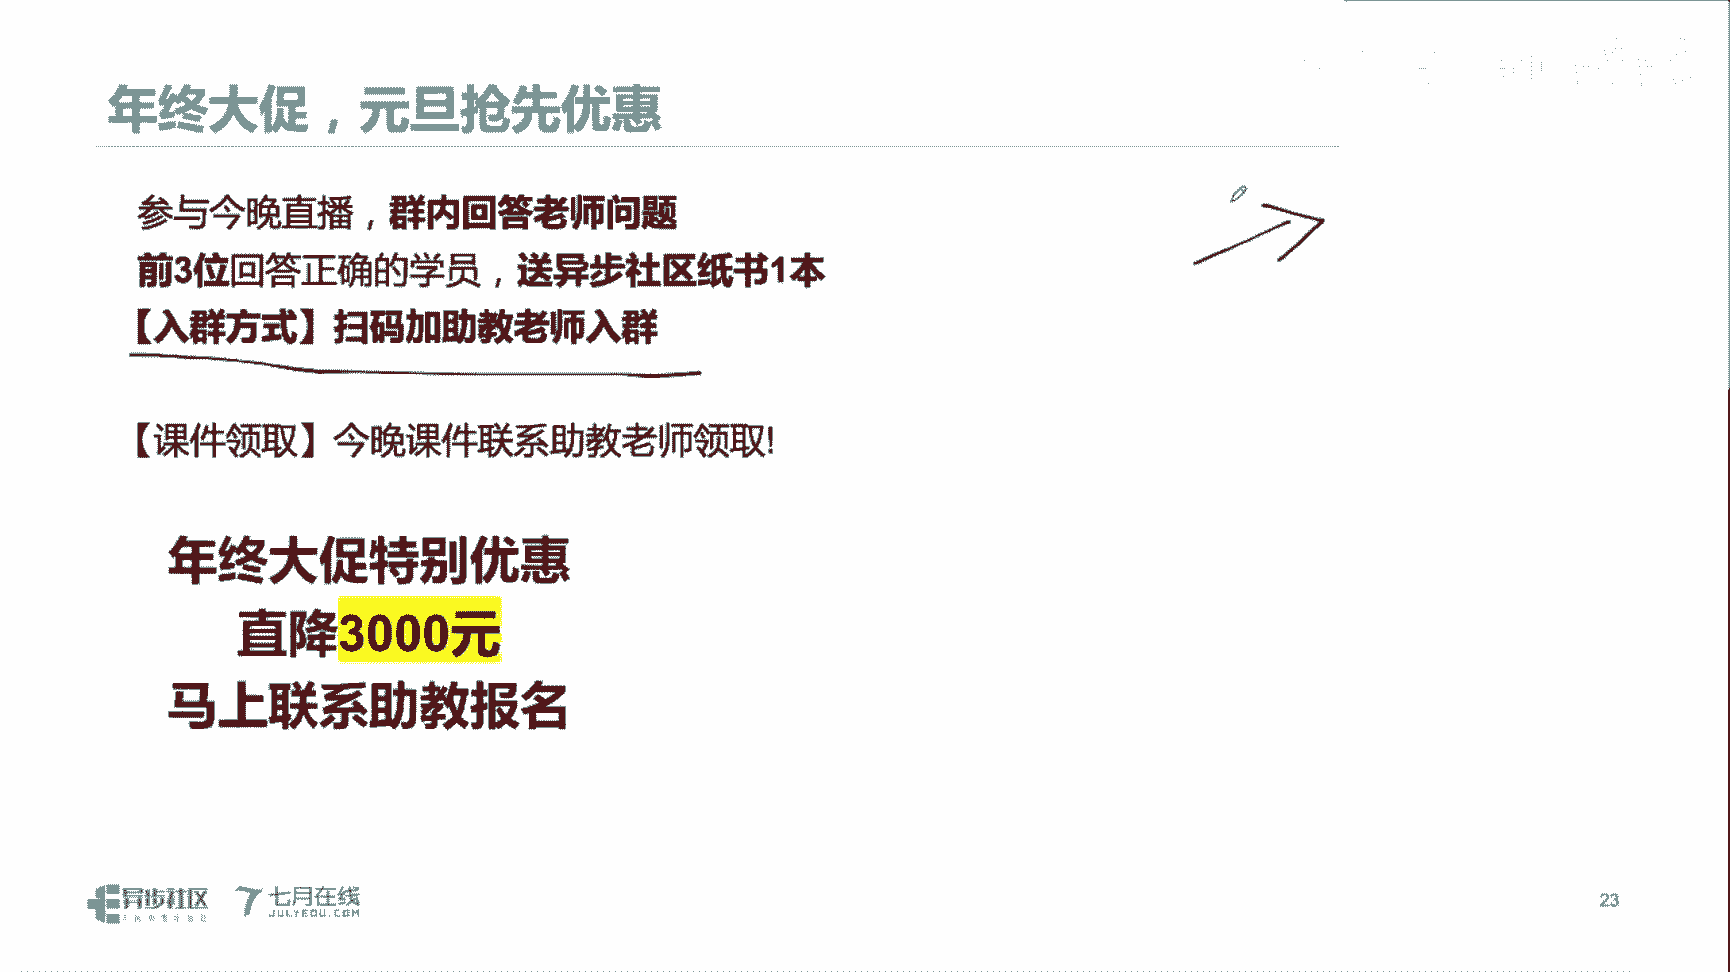 年终大促，元旦抢先优惠
参与今晚直播，群内回答老师问题
前3位回答正确的学员，送异步社区纸书1本
【入群方式】扫码加助教老师入群
【课件领取】今晚课件联系助教老师领取!
年终大促特别优惠
直降3000元
马上联系助教报名
异步社区
七月在线
JULYEDU.COM
23